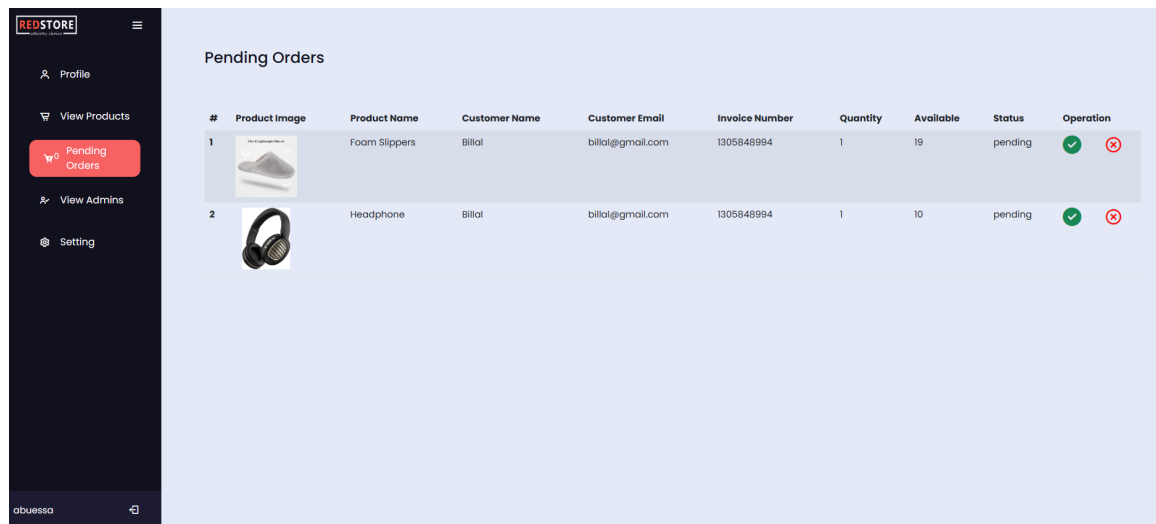 REDSTORE
Profile
View Products
0
Pending
Orders
View Admins
Setting
abuessa
Pending Orders
# Product Image Product Name Customer Name Customer Email Invoice Number Quantity Available Status Operation
1 Foam Slippers Billal billal@gmail.com 1305848994 1 19 pending
2 Headphone Billal billal@gmail.com 1305848994 1 10 pending